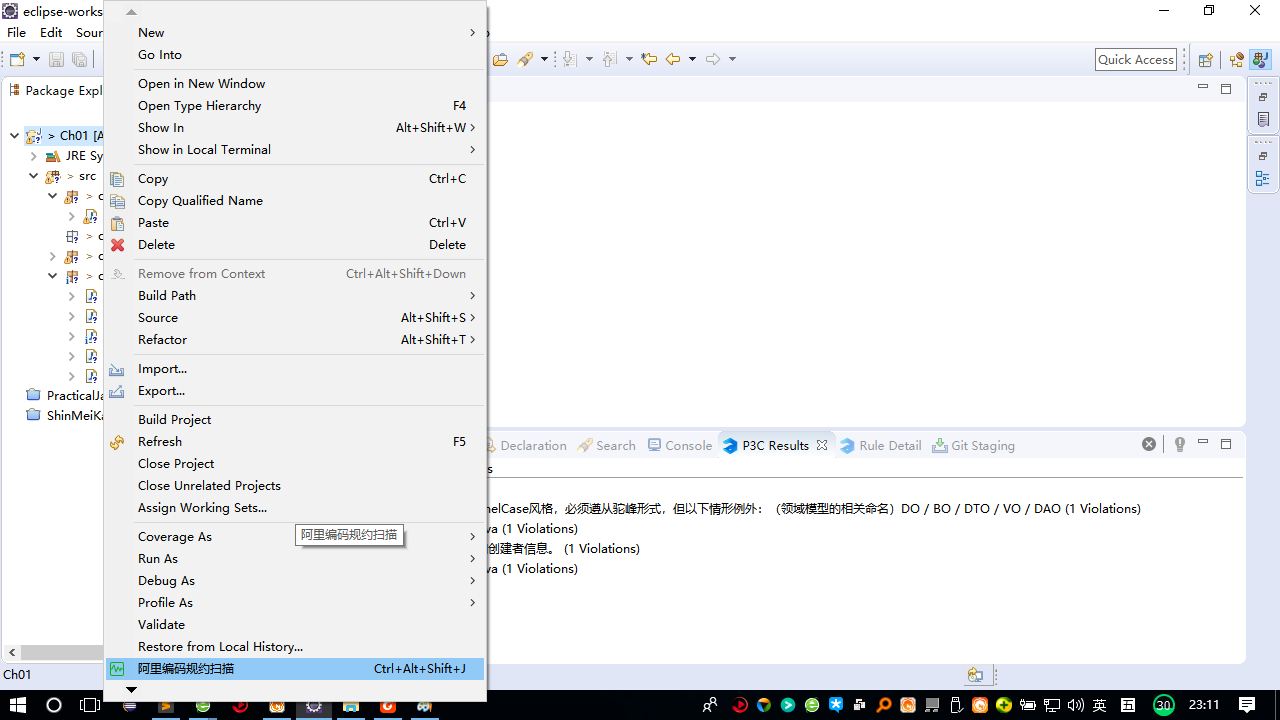 eclipse-works
File Edit Sour
Quick Access
Package Expl
> Ch01 [A
JRE Sy
> src
> c
> c
> c
> c
PracticalJa
ShinMeiKa
New
Go Into
Open in New Window
Open Type Hierarchy F4
Show In Alt+Shift+W
Show in Local Terminal
Copy Ctrl+C
Copy Qualified Name
Paste Ctrl+V
Delete Delete
Remove from Context Ctrl+Alt+Shift+Down
Build Path
Source Alt+Shift+S
Refactor Alt+Shift+T
Import...
Export...
Build Project
Refresh F5
Close Project
Close Unrelated Projects
Assign Working Sets...
Coverage As
阿里编码规约扫描
Run As
Debug As
Profile As
Validate
Restore from Local History...
阿里编码规约扫描 Ctrl+Alt+Shift+J
Declaration Search Console P3C Results Rule Detail Git Staging
s
nelCase风格，必须遵从驼峰形式，但以下情形例外：（领域模型的相关命名）DO / BO / DTO / VO / DAO (1 Violations)
va (1 Violations)
创建者信息。 (1 Violations)
va (1 Violations)
Ch01
英 五 30 23:11